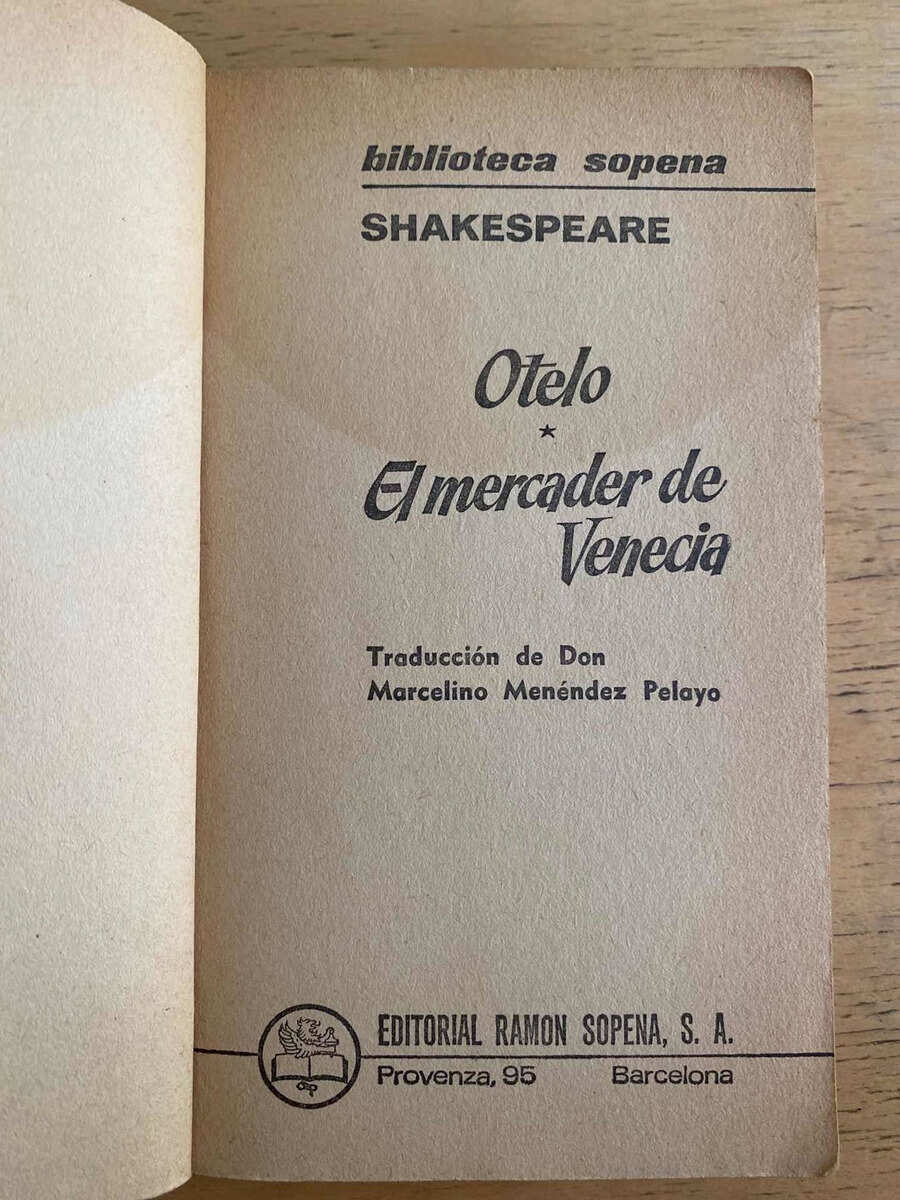 biblioteca sopena
SHAKESPEARE
Otelo
★
El mercader de
Venecia
Traducción de Don
Marcelino Menéndez Pelayo
EDITORIAL RAMON SOPENA, S. A.
Provenza, 95 Barcelona